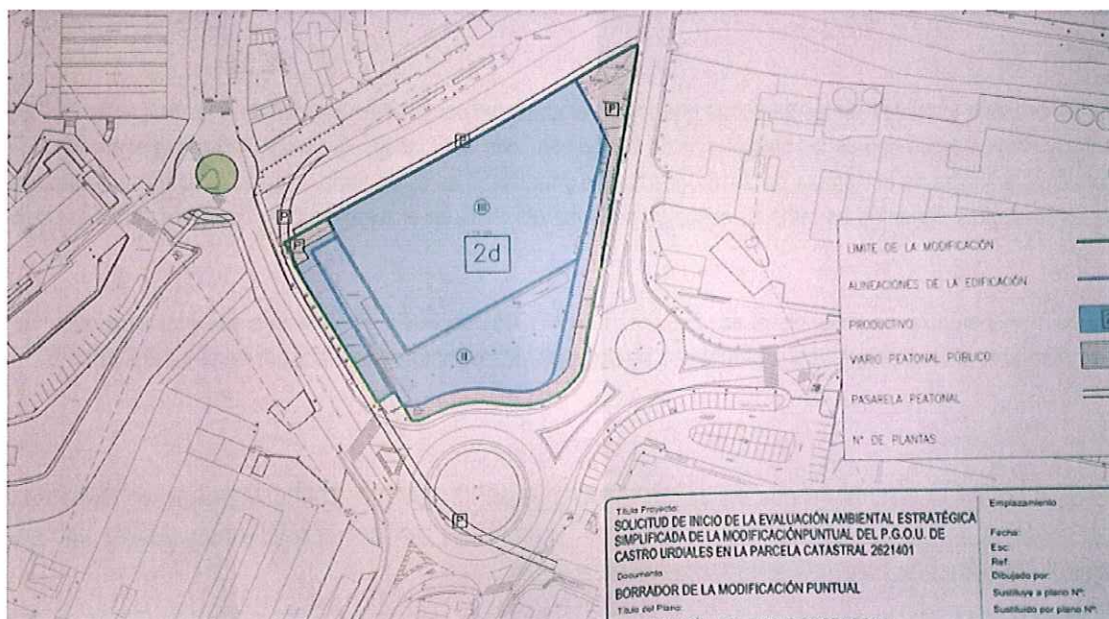 P
P
III
2d
P
P
II
P
LIMITE DE LA MODIFICACIÓN
ALINEACIONES DE LA EDIFICACIÓN
PRODUCTIVO
VIARIO PEATONAL PÚBLICO
PASARELA PEATONAL
Nº DE PLANTAS
Título Proyecto:
SOLICITUD DE INICIO DE LA EVALUACIÓN AMBIENTAL ESTRATÉGICA
SIMPLIFICADA DE LA MODIFICACIÓNPUNTUAL DEL P.G.O.U. DE
CASTRO URDIALES EN LA PARCELA CATASTRAL 2621401
Documento
BORRADOR DE LA MODIFICACIÓN PUNTUAL
Título del Plano:
Emplazamiento
Fecha:
Esc:
Ref.
Dibujado por:
Sustituye a plano Nº:
Sustituido por plano Nº: